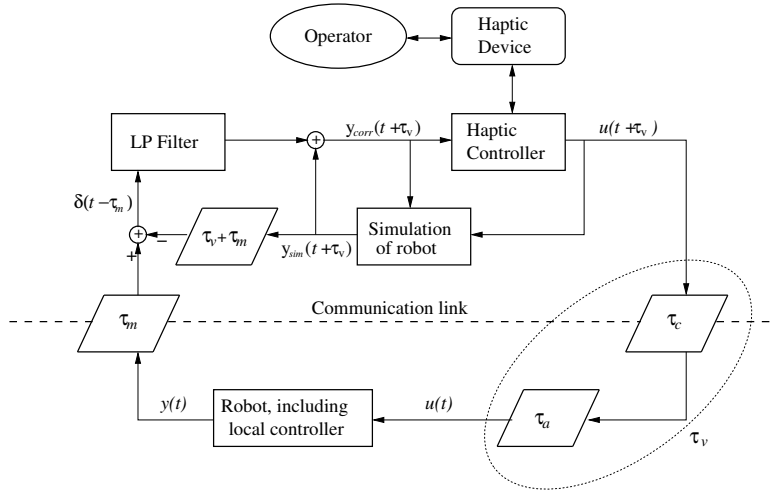 Operator
Haptic
Device
LP Filter
+
y_corr(t+τ_v)
Haptic
Controller
u(t+τ_v)
δ(t−τ_m)
+
−
+
τ_v+τ_m
y_sim(t+τ_v)
Simulation
of robot
Communication link
τ_m
τ_c
y(t)
Robot, including
local controller
u(t)
τ_a
τ_v